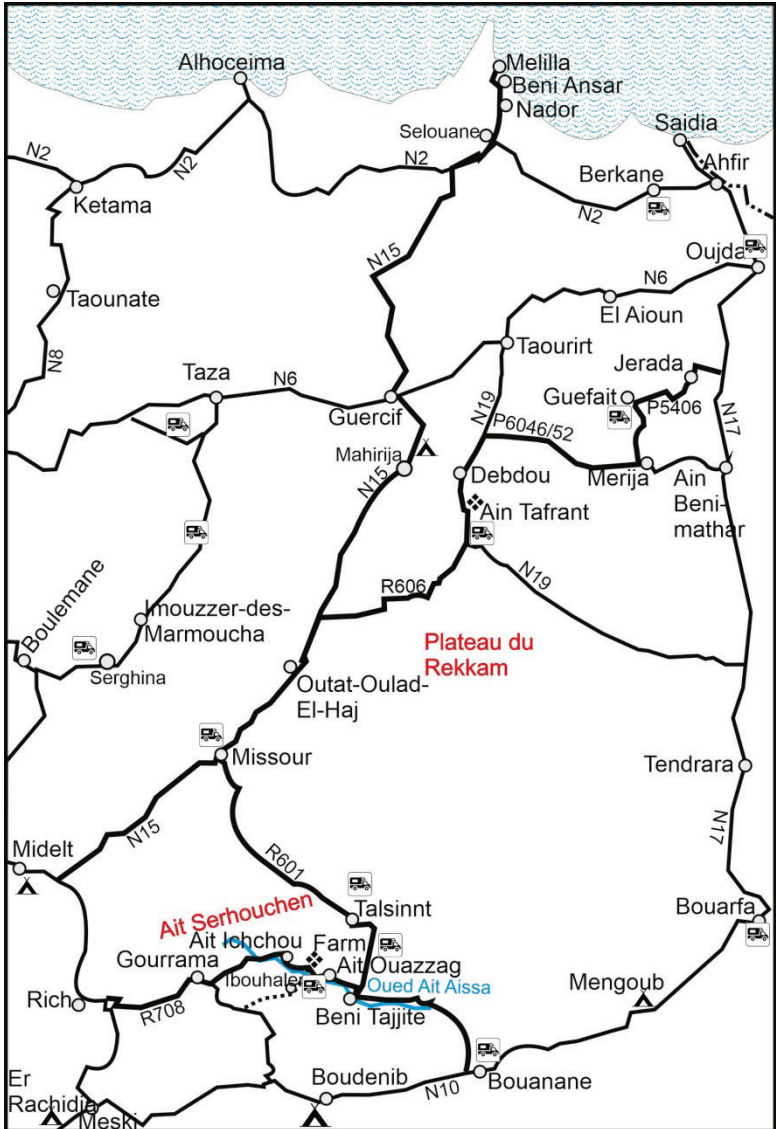 Melilla
Alhoceima
Beni Ansar
Nador
Selouane
Saidia
N2
N2
N2
Berkane
Ahfir
Ketama
N2
N15
Oujda
N6
Taounate
El Aioun
Taourirt
N8
Taza
N6
Jerada
Guercif
N19
Guefait
P5406
N17
P6046/52
Mahirija
N15
Debdou
Merija
Ain
Beni-
mathar
Ain Tafrant
R606
N19
Boulemane
Imouzzer-des-
Marmoucha
Plateau du
Rekkam
Serghina
Outat-Oulad-
El-Haj
Missour
Tendrara
N15
N17
Midelt
R601
Ait Serhouchen
Talsinnt
Bouarfa
Ait Iohchou
Farm
Gourrama
Ait Ouazzag
Ibouhalen
Oued Ait Aissa
Mengoub
Rich
R708
Beni Tajjite
Er
Rachidia
Boudenib
N10
Bouanane
Meski